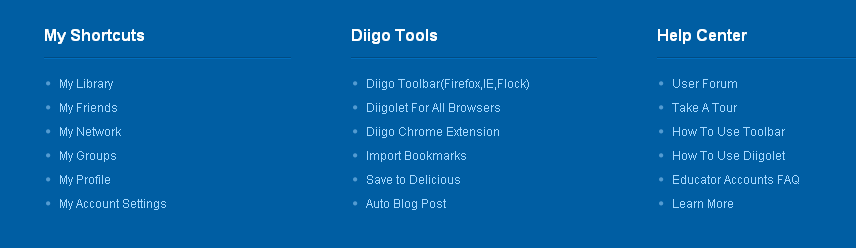 My Shortcuts
My Library
My Friends
My Network
My Groups
My Profile
My Account Settings
Diigo Tools
Diigo Toolbar(Firefox,IE,Flock)
Diigolet For All Browsers
Diigo Chrome Extension
Import Bookmarks
Save to Delicious
Auto Blog Post
Help Center
User Forum
Take A Tour
How To Use Toolbar
How To Use Diigolet
Educator Accounts FAQ
Learn More